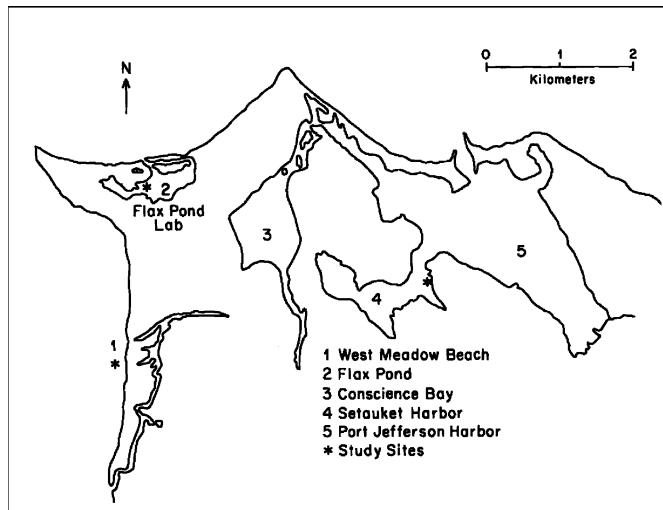 0 1 2
Kilometers
N
2
*
Flax Pond
Lab
3
5
*
4
1
*
1 West Meadow Beach
2 Flax Pond
3 Conscience Bay
4 Setauket Harbor
5 Port Jefferson Harbor
* Study Sites